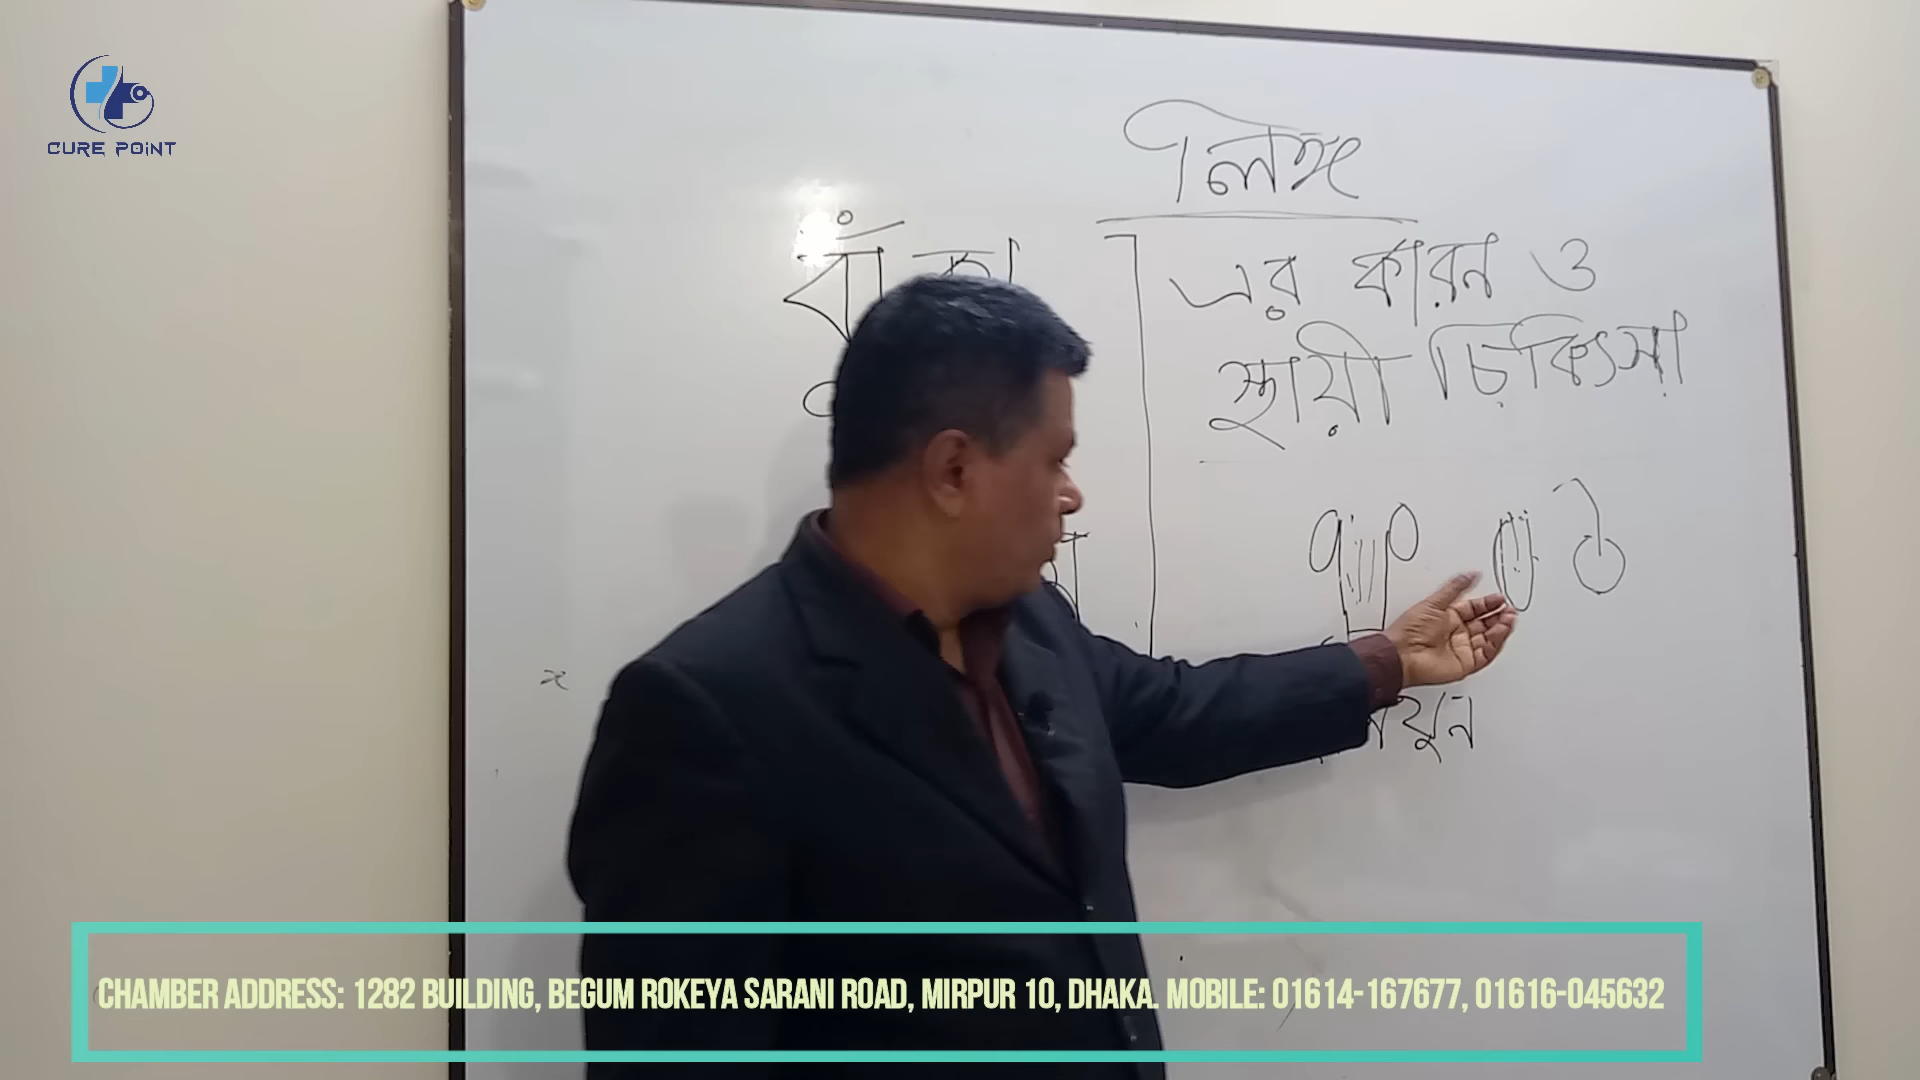 CURE POINT
লিঙ্গ
বাঁকা
এর কারন ও
স্থায়ী চিকিৎসা
CHAMBER ADDRESS: 1282 BUILDING, BEGUM ROKEYA SARANI ROAD, MIRPUR 10, DHAKA. MOBILE: 01614-167677, 01616-045632